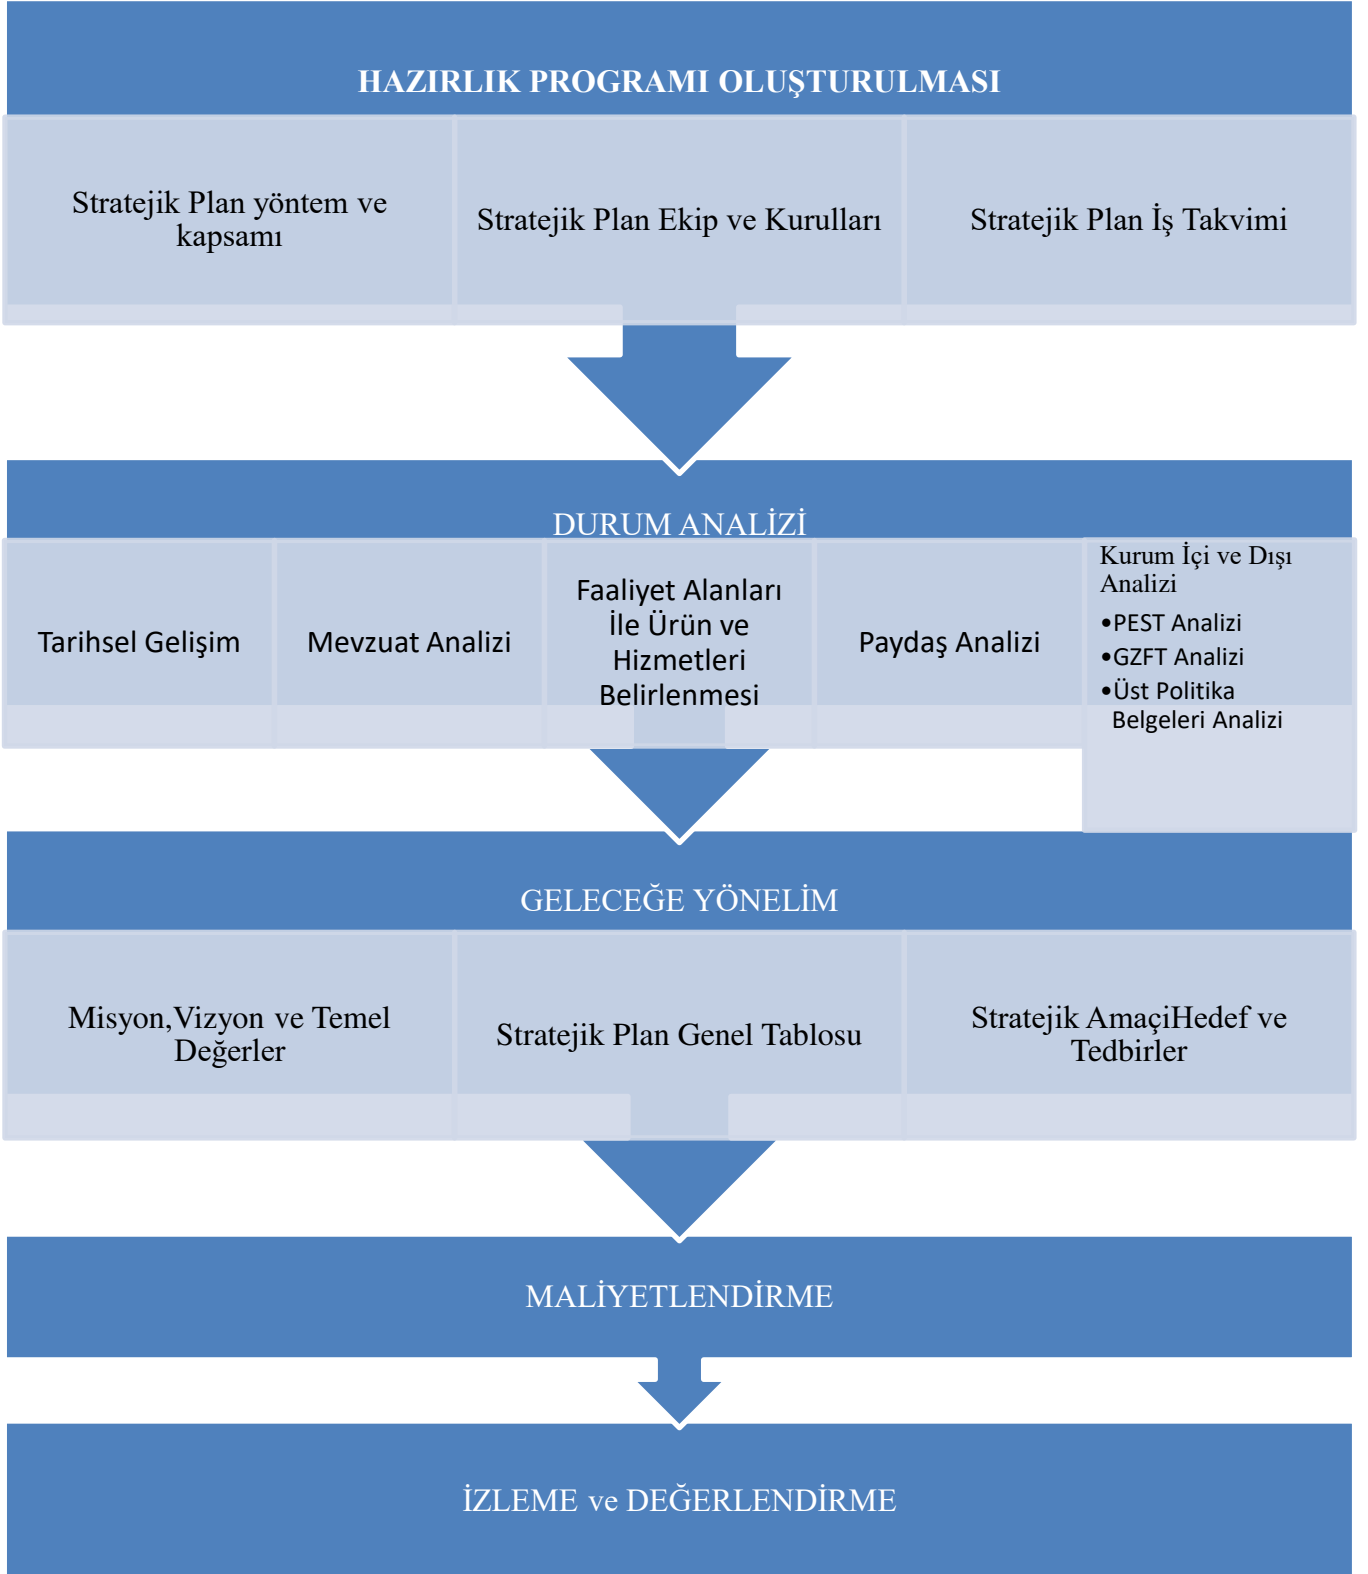 HAZIRLIK PROGRAMI OLUŞTURULMASI
Stratejik Plan yöntem ve
kapsamı
Stratejik Plan Ekip ve Kurulları
Stratejik Plan İş Takvimi
DURUM ANALİZİ
Tarihsel Gelişim
Mevzuat Analizi
Faaliyet Alanları
İle Ürün ve
Hizmetleri
Belirlenmesi
Paydaş Analizi
Kurum İçi ve Dışı
Analizi
•PEST Analizi
•GZFT Analizi
•Üst Politika
Belgeleri Analizi
GELECEĞE YÖNELİM
Misyon,Vizyon ve Temel
Değerler
Stratejik Plan Genel Tablosu
Stratejik AmaçiHedef ve
Tedbirler
MALİYETLENDİRME
İZLEME ve DEĞERLENDİRME